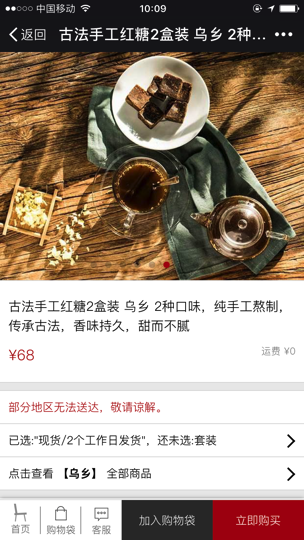 中国移动 10:09
返回 古法手工红糖2盒装 乌乡 2种...
古法手工红糖2盒装 乌乡 2种口味，纯手工熬制，
传承古法，香味持久，甜而不腻
¥68 运费 ¥0
部分地区无法送达，敬请谅解。
已选:"现货/2个工作日发货"，还未选:套装
点击查看 【乌乡】 全部商品
首页 购物袋 客服 加入购物袋 立即购买